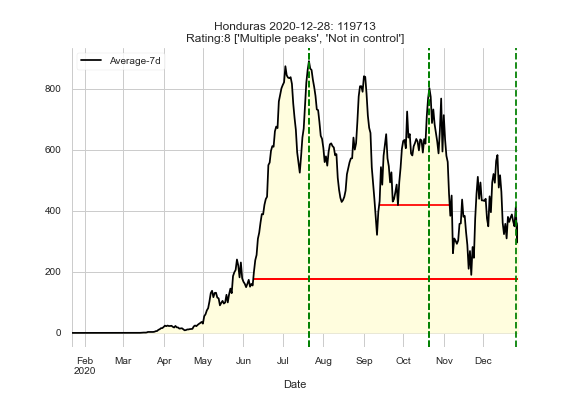 Honduras 2020-12-28: 119713
Rating:8 ['Multiple peaks', 'Not in control']
Average-7d
800
600
400
200
0
Feb Mar Apr May Jun Jul Aug Sep Oct Nov Dec
2020
Date